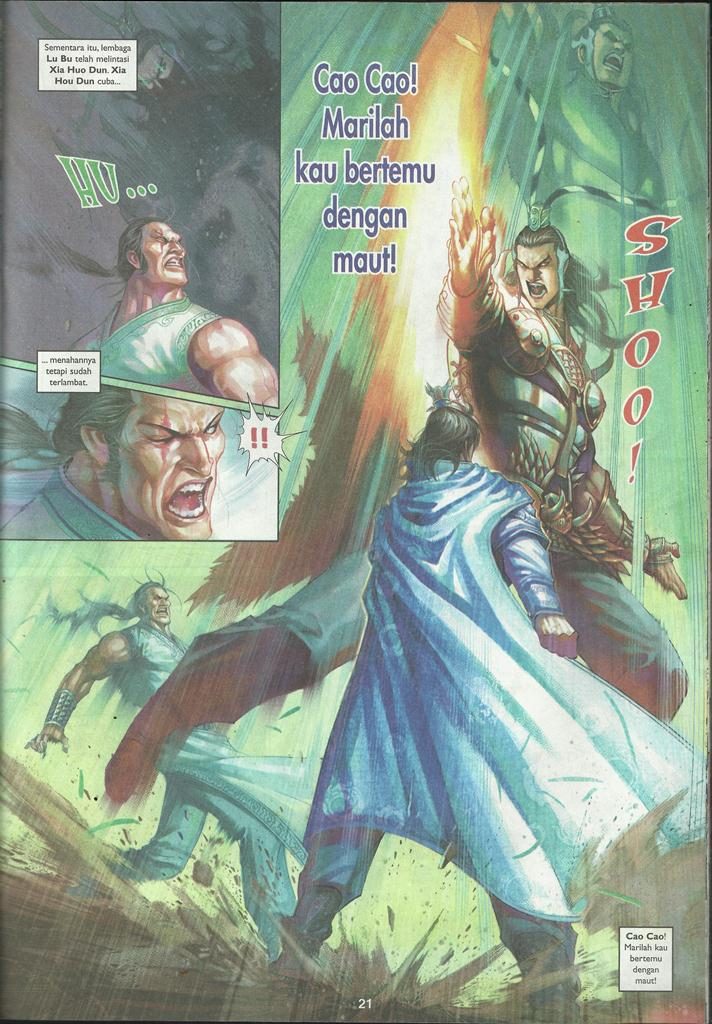 Sementara itu, lembaga
Lu Bu telah melintasi
Xia Huo Dun. Xia
Hou Dun cuba...
HU...
... menahannya
tetapi sudah
terlambat.
!!
Cao Cao!
Marilah
kau bertemu
dengan
maut!
SHOO!
Cao Cao!
Marilah kau
bertemu
dengan
maut!
21